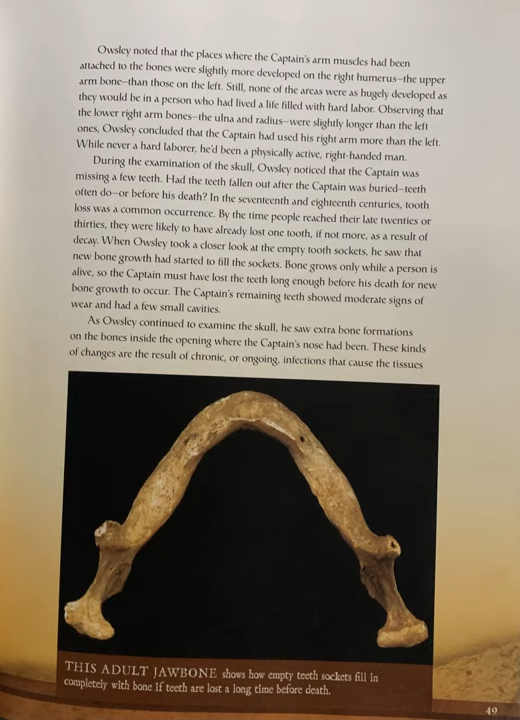 Owsley noted that the places where the Captain's arm muscles had been
attached to the bones were slightly more developed on the right humerus—the upper
arm bone—than those on the left. Still, none of the areas were as hugely developed as
they would be in a person who had lived a life filled with hard labor. Observing that
the lower right arm bones—the ulna and radius—were slightly longer than the left
ones, Owsley concluded that the Captain had used his right arm more than the left.
While never a hard laborer, he'd been a physically active, right-handed man.
During the examination of the skull, Owsley noticed that the Captain was
missing a few teeth. Had the teeth fallen out after the Captain was buried—teeth
often do—or before his death? In the seventeenth and eighteenth centuries, tooth
loss was a common occurrence. By the time people reached their late twenties or
thirties, they were likely to have already lost one tooth, if not more, as a result of
decay. When Owsley took a closer look at the empty tooth sockets, he saw that
new bone growth had started to fill the sockets. Bone grows only while a person is
alive, so the Captain must have lost the teeth long enough before his death for new
bone growth to occur. The Captain's remaining teeth showed moderate signs of
wear and had a few small cavities.
As Owsley continued to examine the skull, he saw extra bone formations
on the bones inside the opening where the Captain's nose had been. These kinds
of changes are the result of chronic, or ongoing, infections that cause the tissues
THIS ADULT JAWBONE shows how empty teeth sockets fill in
completely with bone if teeth are lost a long time before death.
49